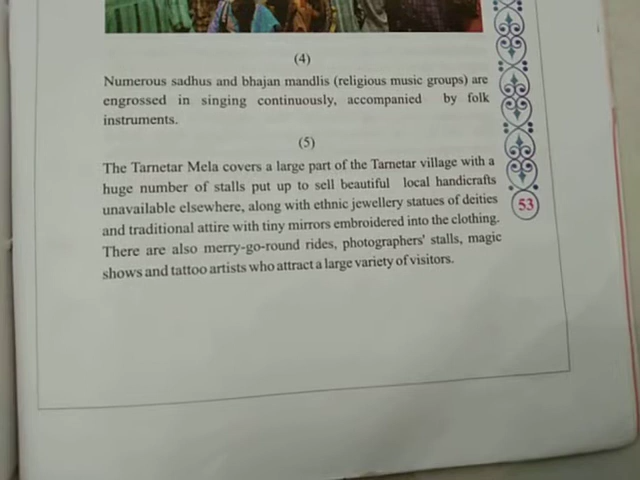 (4)
Numerous sadhus and bhajan mandlis (religious music groups) are
engrossed in singing continuously, accompanied by folk
instruments.
(5)
The Tarnetar Mela covers a large part of the Tarnetar village with a
huge number of stalls put up to sell beautiful local handicrafts
unavailable elsewhere, along with ethnic jewellery statues of deities
and traditional attire with tiny mirrors embroidered into the clothing.
There are also merry-go-round rides, photographers' stalls, magic
shows and tattoo artists who attract a large variety of visitors.
53